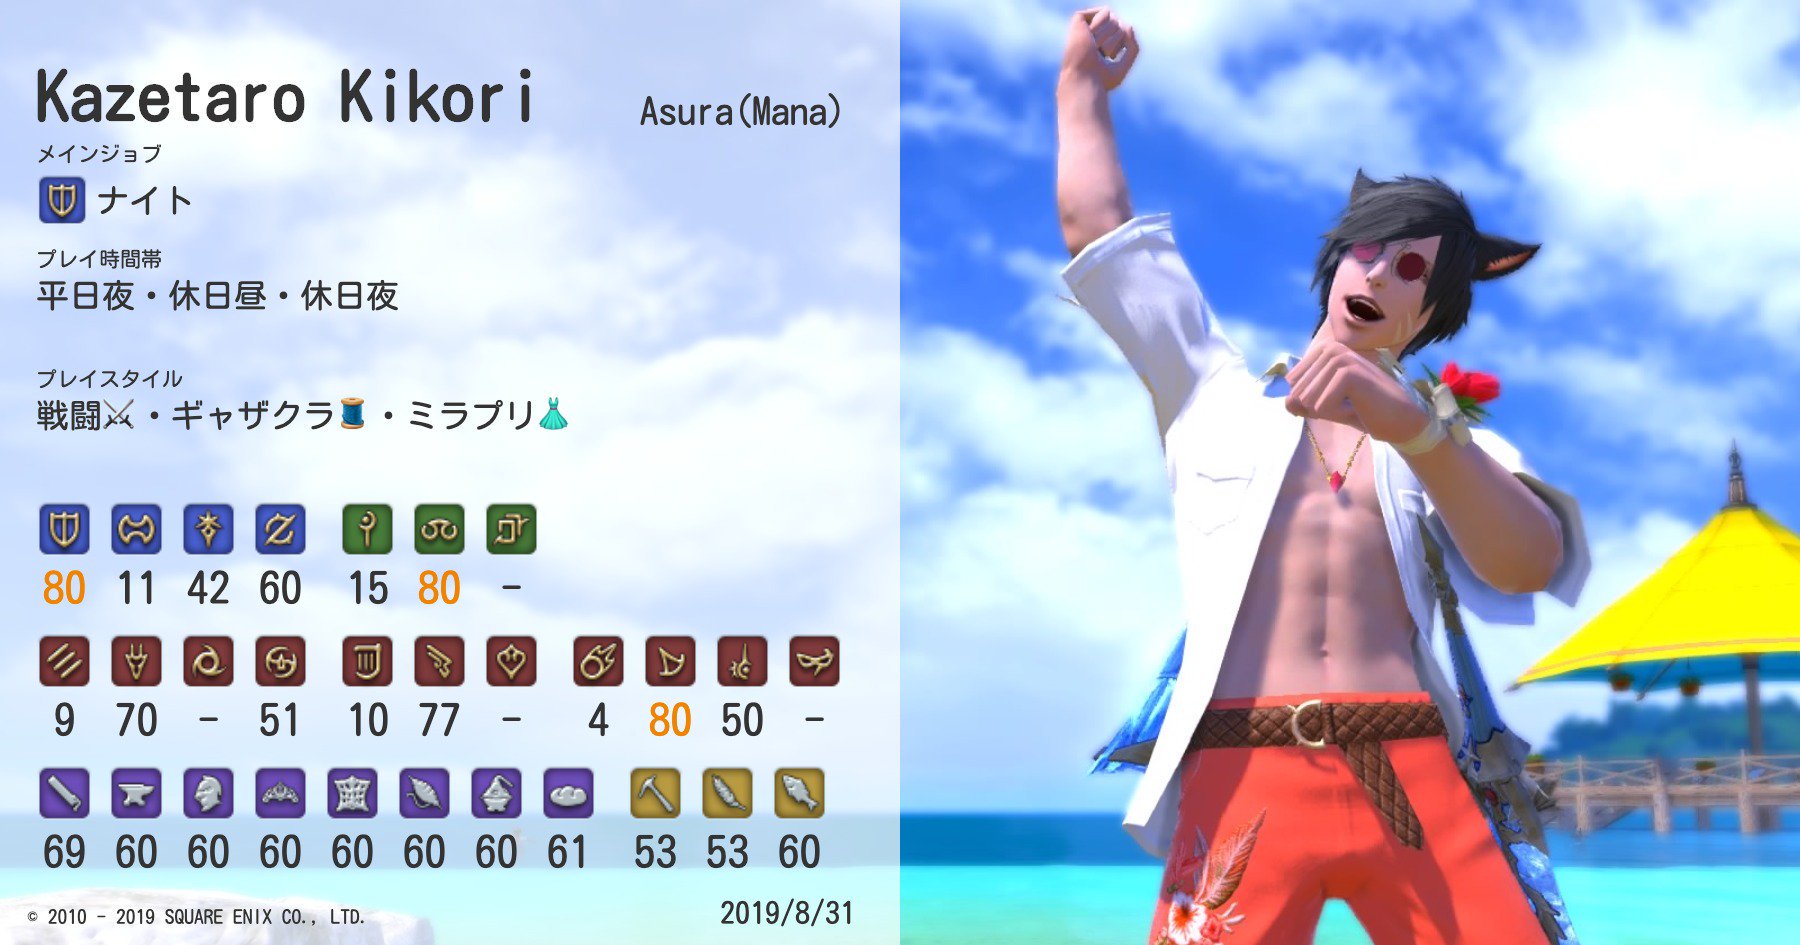 Kazetaro Kikori Asura(Mana)
メインジョブ
ナイト
プレイ時間帯
平日夜・休日昼・休日夜
プレイスタイル
戦闘⚔・ギャザクラ🧵・ミラプリ👗
80 11 42 60 15 80 -
9 70 - 51 10 77 - 4 80 50 -
69 60 60 60 60 60 60 61 53 53 60
© 2010 - 2019 SQUARE ENIX CO., LTD. 2019/8/31